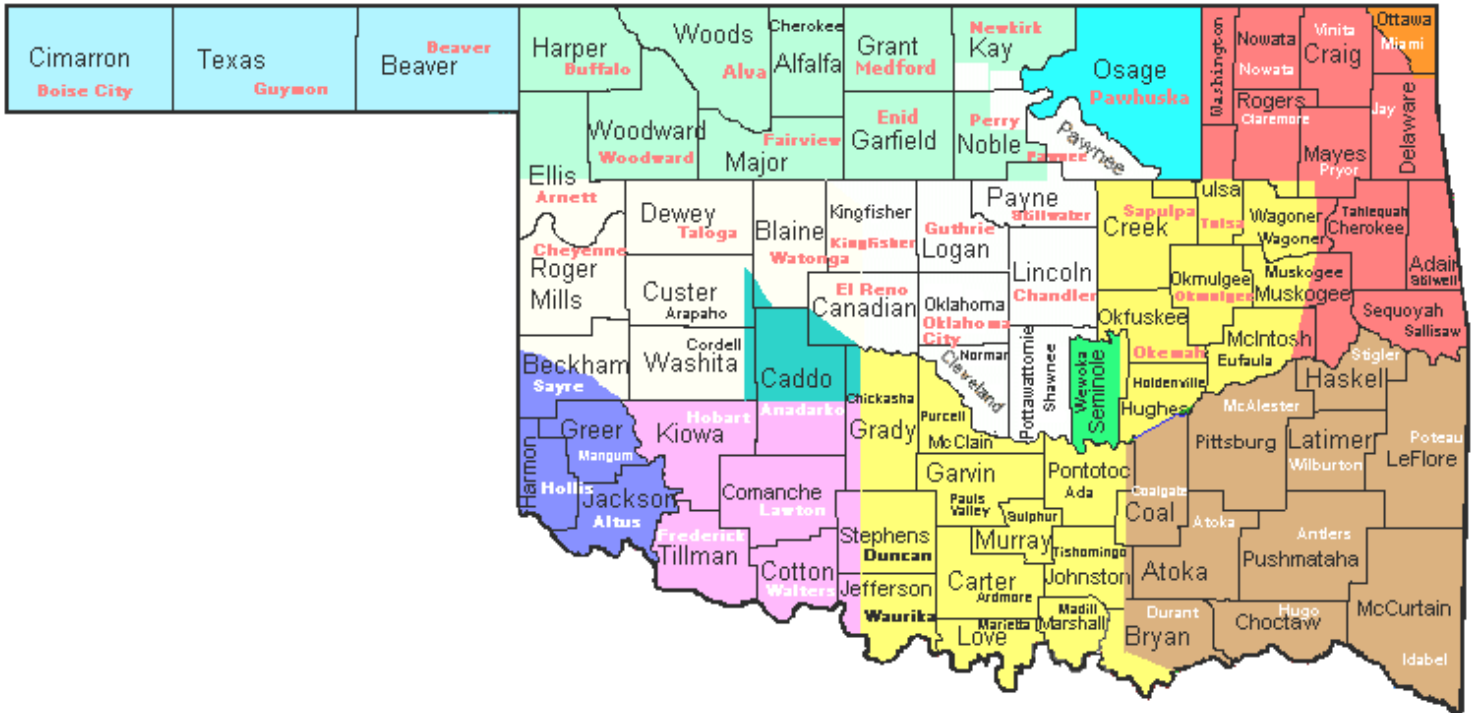 Cimarron
Boise City
Texas
Guymon
Beaver
Beaver
Harper
Buffalo
Woods
Alva
Cherokee
Alfalfa
Grant
Medford
Newkirk
Kay
Osage
Pawhuska
Washington
Nowata
Nowata
Vinita
Craig
Ottawa
Miami
Woodward
Woodward
Fairview
Major
Enid
Garfield
Perry
Noble
Pawnee
Pawnee
Rogers
Claremore
Mayes
Pryor
Jay
Delaware
Ellis
Arnett
Dewey
Taloga
Blaine
Watonga
Kingfisher
Kingfisher
Guthrie
Logan
Payne
Stillwater
Creek
Sapulpa
ulsa
Tulsa
Wagoner
Wagoner
Tahlequah
Cherokee
Adair
Stilwell
Cheyenne
Roger
Mills
Custer
Arapaho
El Reno
Canadian
Oklahoma
Oklahoma
City
Lincoln
Chandler
Okmulgee
Okmulgee
Muskogee
Muskogee
Okfuskee
Okemah
McIntosh
Eufaula
Sequoyah
Sallisaw
Beckham
Sayre
Cordell
Washita
Caddo
Anadarko
Norman
Cleveland
Pottawattomie
Shawnee
Wewoka
Seminole
Holdenville
Hughes
Stigler
Haskel
Harmon
Hollis
Greer
Mangum
Jackson
Altus
Hobart
Kiowa
Comanche
Lawton
Chickasha
Grady
Purcell
McClain
Garvin
Pauls
Valley
Pontotoc
Ada
McAlester
Pittsburg
Latimer
Wilburton
Poteau
LeFlore
Frederick
Tillman
Cotton
Walters
Stephens
Duncan
Sulphur
Murray
Tishomingo
Johnston
Coalgate
Coal
Atoka
Atoka
Antlers
Pushmataha
Jefferson
Waurika
Carter
Ardmore
Marietta
Love
Madill
Marshall
Durant
Bryan
Hugo
Choctaw
McCurtain
Idabel